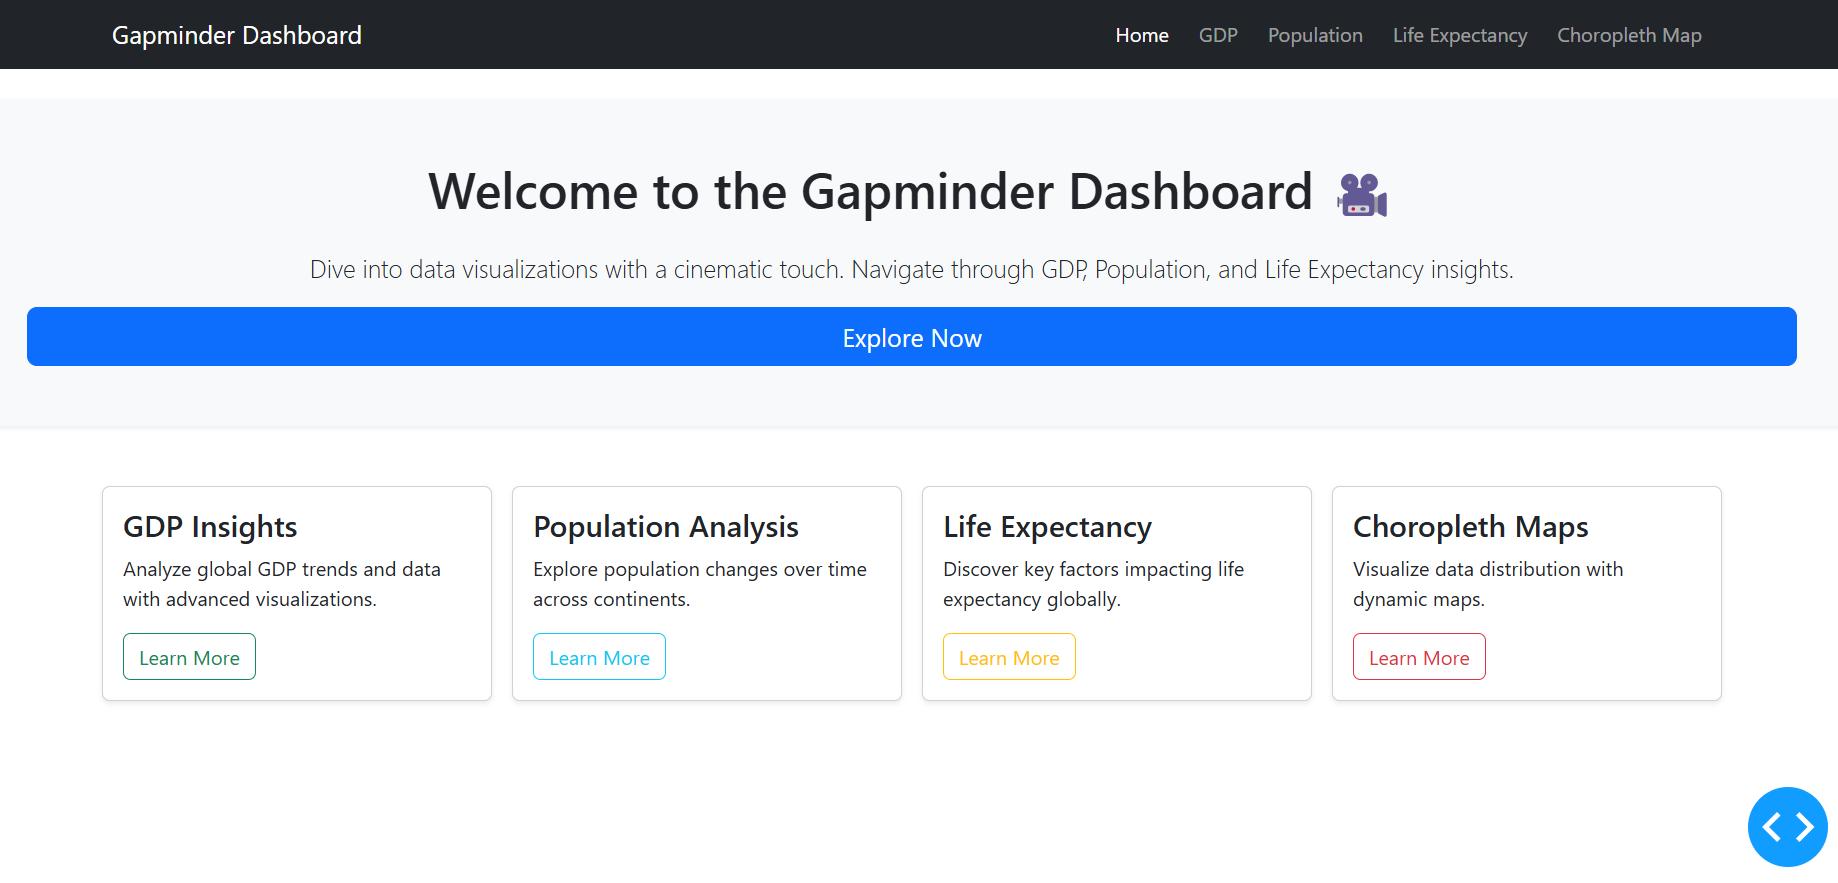 Gapminder Dashboard
Home GDP Population Life Expectancy Choropleth Map
Welcome to the Gapminder Dashboard 🎥
Dive into data visualizations with a cinematic touch. Navigate through GDP, Population, and Life Expectancy insights.
Explore Now
GDP Insights
Analyze global GDP trends and data
with advanced visualizations.
Learn More
Population Analysis
Explore population changes over time
across continents.
Learn More
Life Expectancy
Discover key factors impacting life
expectancy globally.
Learn More
Choropleth Maps
Visualize data distribution with
dynamic maps.
Learn More